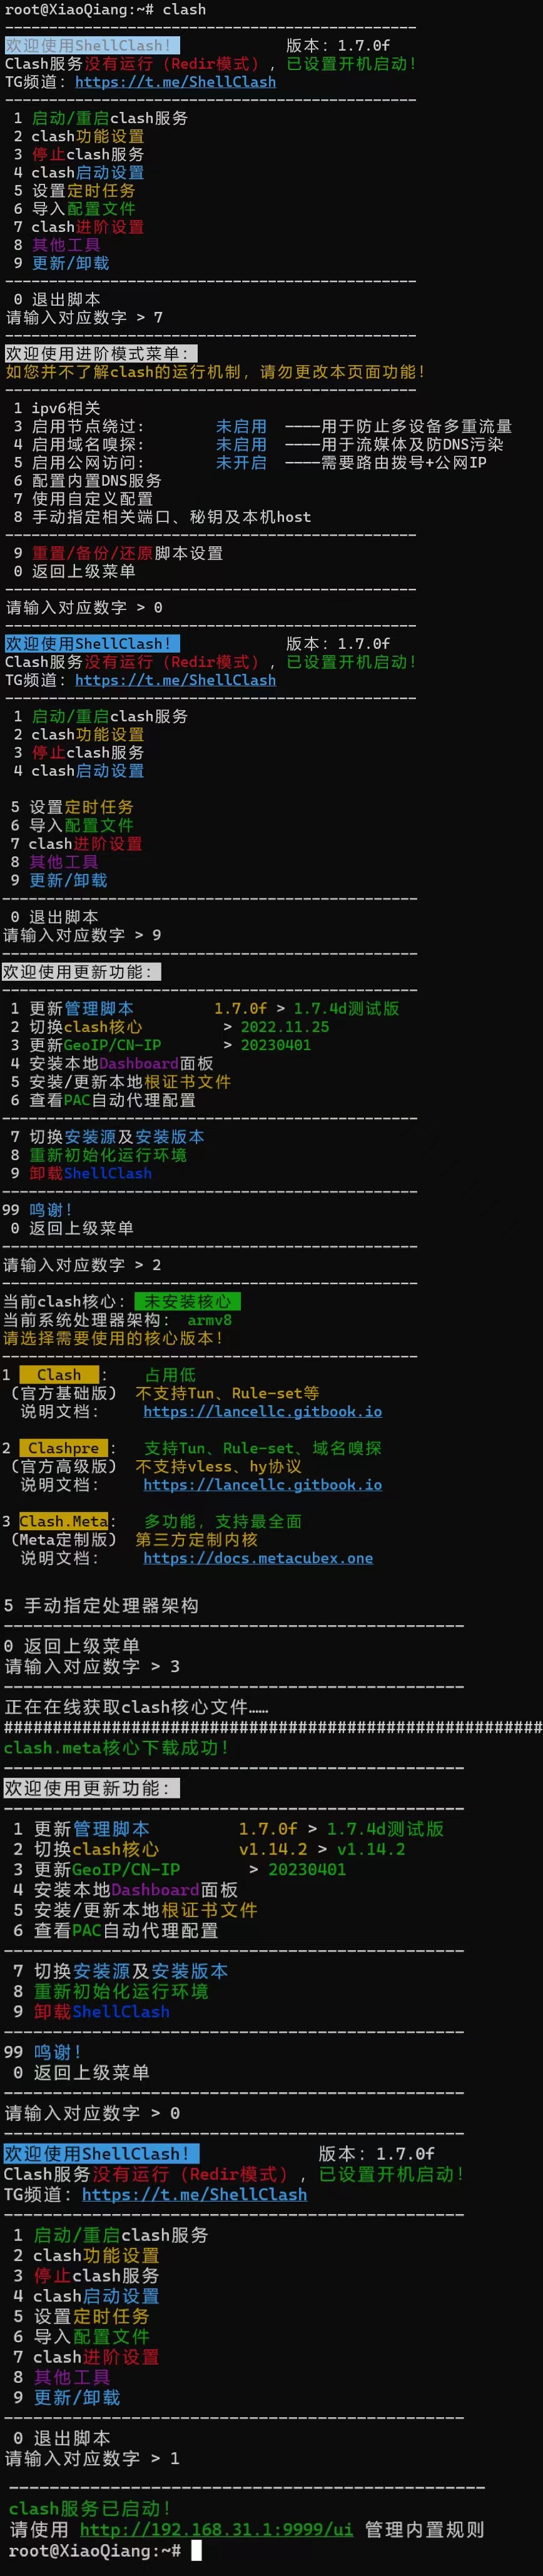 root@XiaoQiang:~# clash
-----------------------------------------------
欢迎使用ShellClash!            版本: 1.7.0f
Clash服务没有运行 (Redir模式) , 已设置开机启动!
TG频道: https://t.me/ShellClash
-----------------------------------------------
1 启动/重启clash服务
2 clash功能设置
3 停止clash服务
4 clash启动设置
5 设置定时任务
6 导入配置文件
7 clash进阶设置
8 其他工具
9 更新/卸载
-----------------------------------------------
0 退出脚本
请输入对应数字 > 7
-----------------------------------------------
欢迎使用进阶模式菜单:
如您并不了解clash的运行机制, 请勿更改本页面功能!
-----------------------------------------------
1 ipv6相关
3 启用节点绕过: 未启用 ————用于防止多设备多重流量
4 启用域名嗅探: 未启用 ————用于流媒体及防DNS污染
5 启用公网访问: 未开启 ————需要路由拨号+公网IP
6 配置内置DNS服务
7 使用自定义配置
8 手动指定相关端口、秘钥及本机host
-----------------------------------------------
9 重置/备份/还原脚本设置
0 返回上级菜单
-----------------------------------------------
请输入对应数字 > 0
-----------------------------------------------
欢迎使用ShellClash!            版本: 1.7.0f
Clash服务没有运行 (Redir模式) , 已设置开机启动!
TG频道: https://t.me/ShellClash
-----------------------------------------------
1 启动/重启clash服务
2 clash功能设置
3 停止clash服务
4 clash启动设置
5 设置定时任务
6 导入配置文件
7 clash进阶设置
8 其他工具
9 更新/卸载
-----------------------------------------------
0 退出脚本
请输入对应数字 > 9
-----------------------------------------------
欢迎使用更新功能:
-----------------------------------------------
1 更新管理脚本 1.7.0f > 1.7.4d测试版
2 切换clash核心 > 2022.11.25
3 更新GeoIP/CN-IP > 20230401
4 安装本地Dashboard面板
5 安装/更新本地根证书文件
6 查看PAC自动代理配置
-----------------------------------------------
7 切换安装源及安装版本
8 重新初始化运行环境
9 卸载ShellClash
-----------------------------------------------
99 鸣谢!
0 返回上级菜单
-----------------------------------------------
请输入对应数字 > 2
-----------------------------------------------
当前clash核心: 未安装核心
当前系统处理器架构: armv8
请选择需要使用的核心版本!
-----------------------------------------------
1 Clash : 占用低
(官方基础版) 不支持Tun、Rule-set等
说明文档: https://lancellc.gitbook.io
2 Clashpre : 支持Tun、Rule-set、域名嗅探
(官方高级版) 不支持vless、hy协议
说明文档: https://lancellc.gitbook.io
3 Clash.Meta: 多功能, 支持最全面
(Meta定制版) 第三方定制内核
说明文档: https://docs.metacubex.one
5 手动指定处理器架构
-----------------------------------------------
0 返回上级菜单
请输入对应数字 > 3
-----------------------------------------------
正在在线获取clash核心文件……
#######################################################
clash.meta核心下载成功!
-----------------------------------------------
欢迎使用更新功能:
-----------------------------------------------
1 更新管理脚本 1.7.0f > 1.7.4d测试版
2 切换clash核心 v1.14.2 > v1.14.2
3 更新GeoIP/CN-IP > 20230401
4 安装本地Dashboard面板
5 安装/更新本地根证书文件
6 查看PAC自动代理配置
-----------------------------------------------
7 切换安装源及安装版本
8 重新初始化运行环境
9 卸载ShellClash
-----------------------------------------------
99 鸣谢!
0 返回上级菜单
-----------------------------------------------
请输入对应数字 > 0
-----------------------------------------------
欢迎使用ShellClash!            版本: 1.7.0f
Clash服务没有运行 (Redir模式) , 已设置开机启动!
TG频道: https://t.me/ShellClash
-----------------------------------------------
1 启动/重启clash服务
2 clash功能设置
3 停止clash服务
4 clash启动设置
5 设置定时任务
6 导入配置文件
7 clash进阶设置
8 其他工具
9 更新/卸载
-----------------------------------------------
0 退出脚本
请输入对应数字 > 1
-----------------------------------------------
clash服务已启动!
请使用 http://192.168.31.1:9999/ui 管理内置规则
root@XiaoQiang:~#